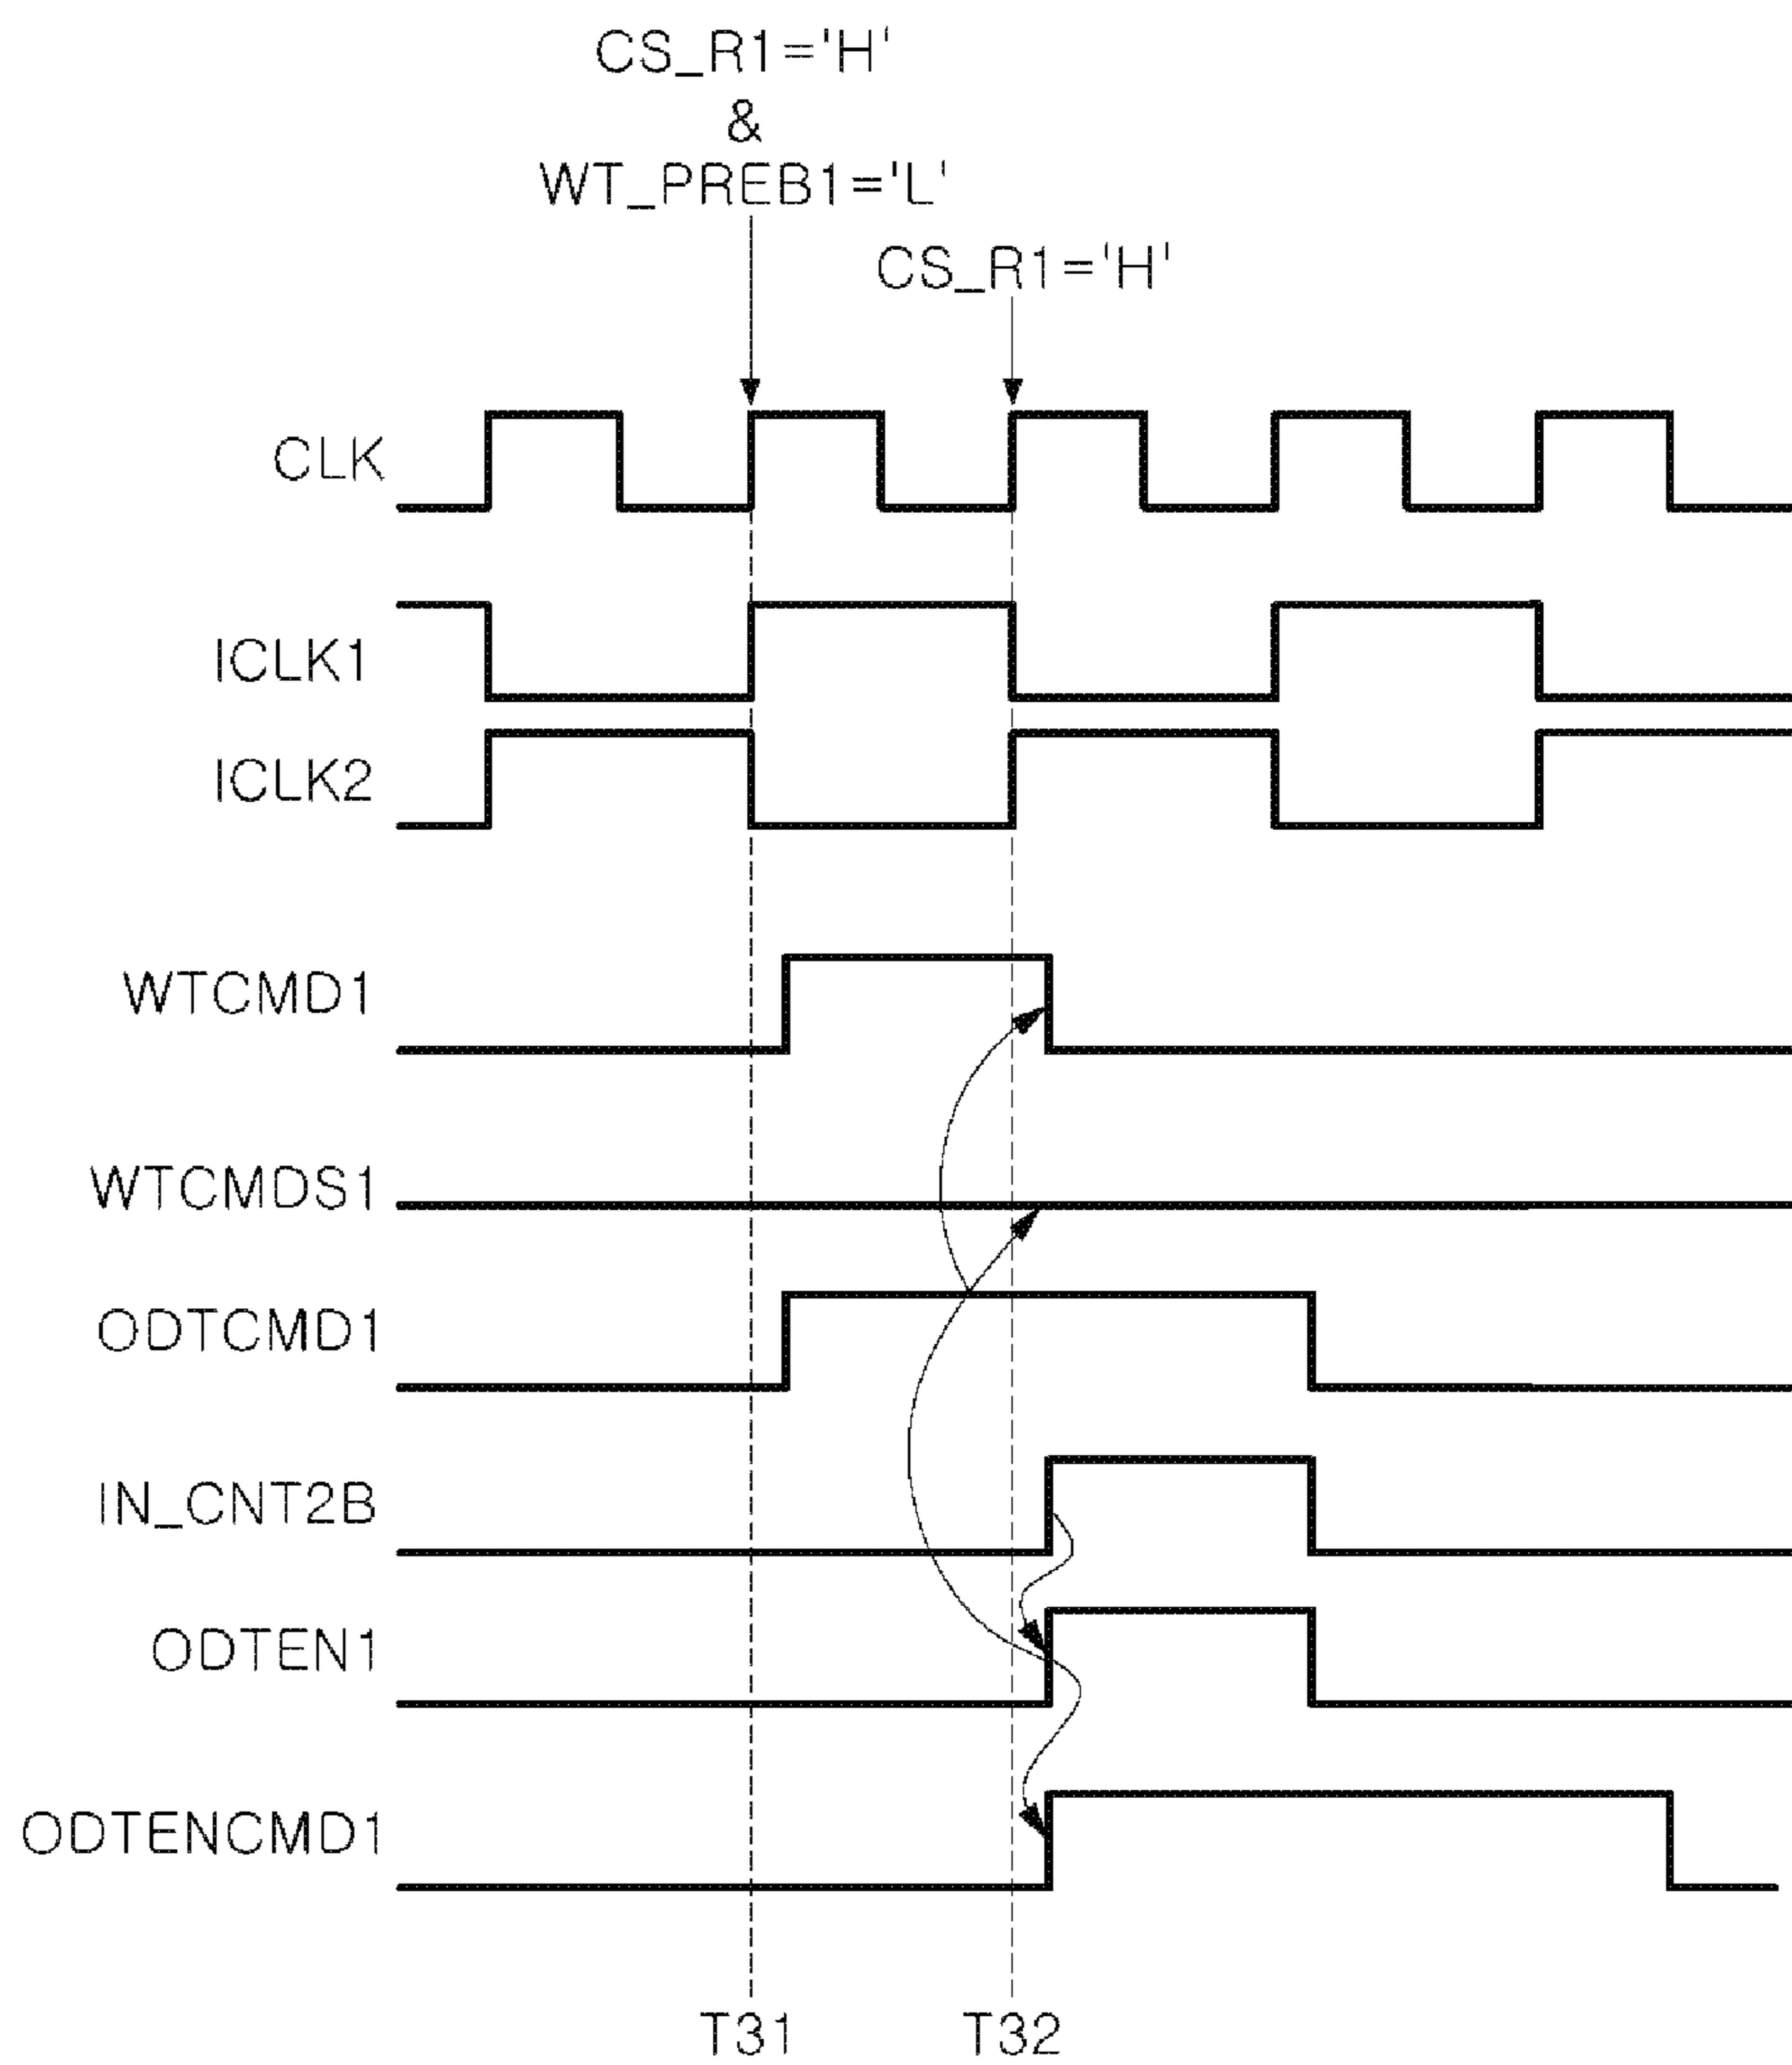 CS_R1='H'
&
WT_PREB1='L'
CS_R1='H'
CLK
ICLK1
ICLK2
WTCMD1
WTCMDS1
ODTCMD1
IN_CNT2B
ODTEN1
ODTENCMD1
T31 T32